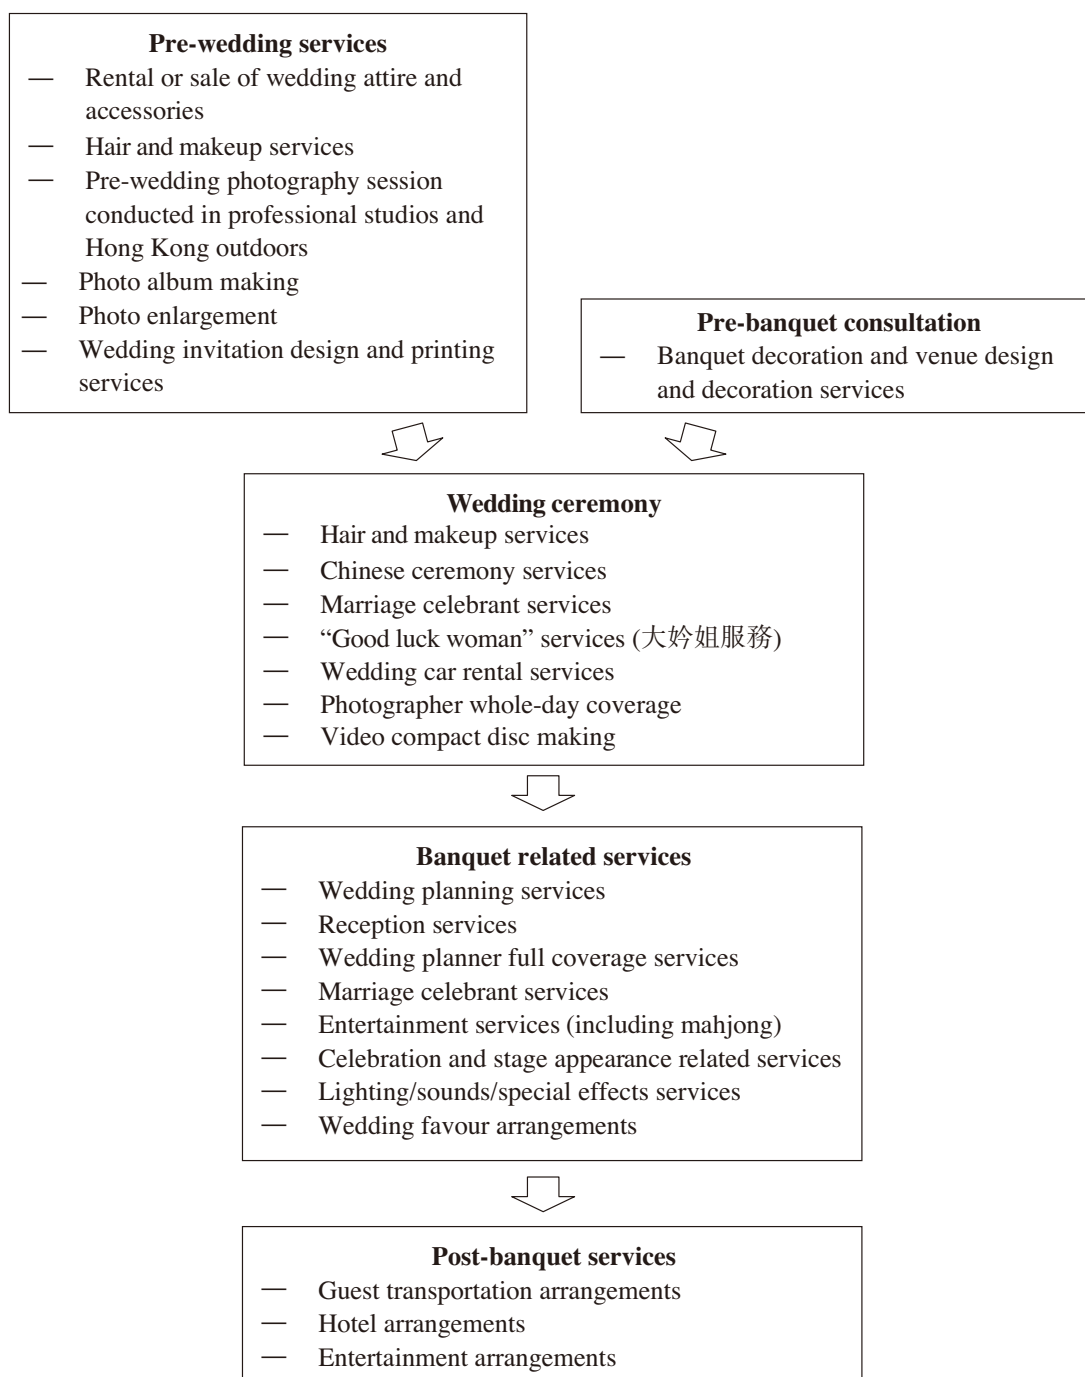 Pre-wedding services
— Rental or sale of wedding attire and
accessories
— Hair and makeup services
— Pre-wedding photography session
conducted in professional studios and
Hong Kong outdoors
— Photo album making
— Photo enlargement
— Wedding invitation design and printing
services
Pre-banquet consultation
— Banquet decoration and venue design
and decoration services
Wedding ceremony
— Hair and makeup services
— Chinese ceremony services
— Marriage celebrant services
— “Good luck woman” services (大妗姐服務)
— Wedding car rental services
— Photographer whole-day coverage
— Video compact disc making
Banquet related services
— Wedding planning services
— Reception services
— Wedding planner full coverage services
— Marriage celebrant services
— Entertainment services (including mahjong)
— Celebration and stage appearance related services
— Lighting/sounds/special effects services
— Wedding favour arrangements
Post-banquet services
— Guest transportation arrangements
— Hotel arrangements
— Entertainment arrangements